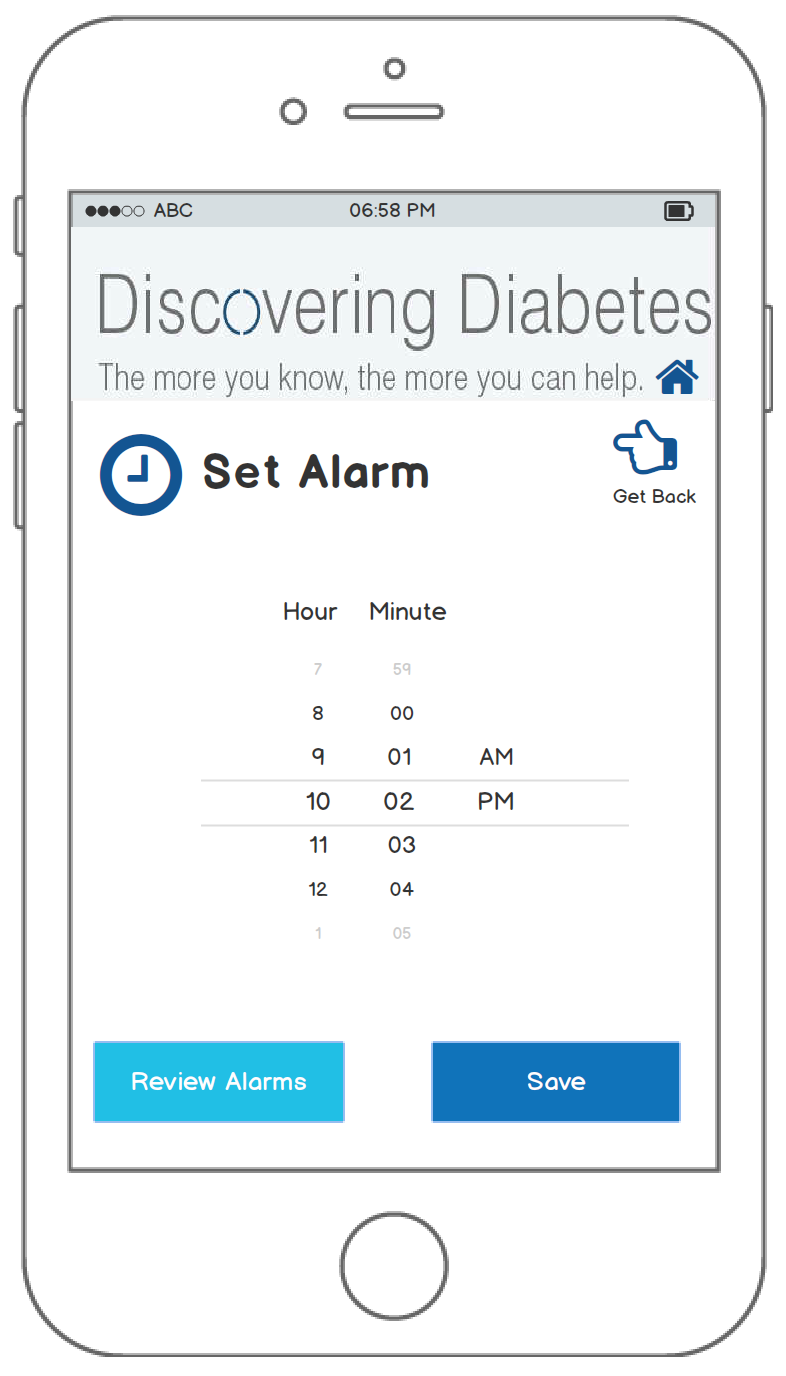 ABC 06:58 PM
Discovering Diabetes
The more you know, the more you can help.
Set Alarm
Get Back
Hour Minute
7 59
8 00
9 01 AM
10 02 PM
11 03
12 04
1 05
Review Alarms Save